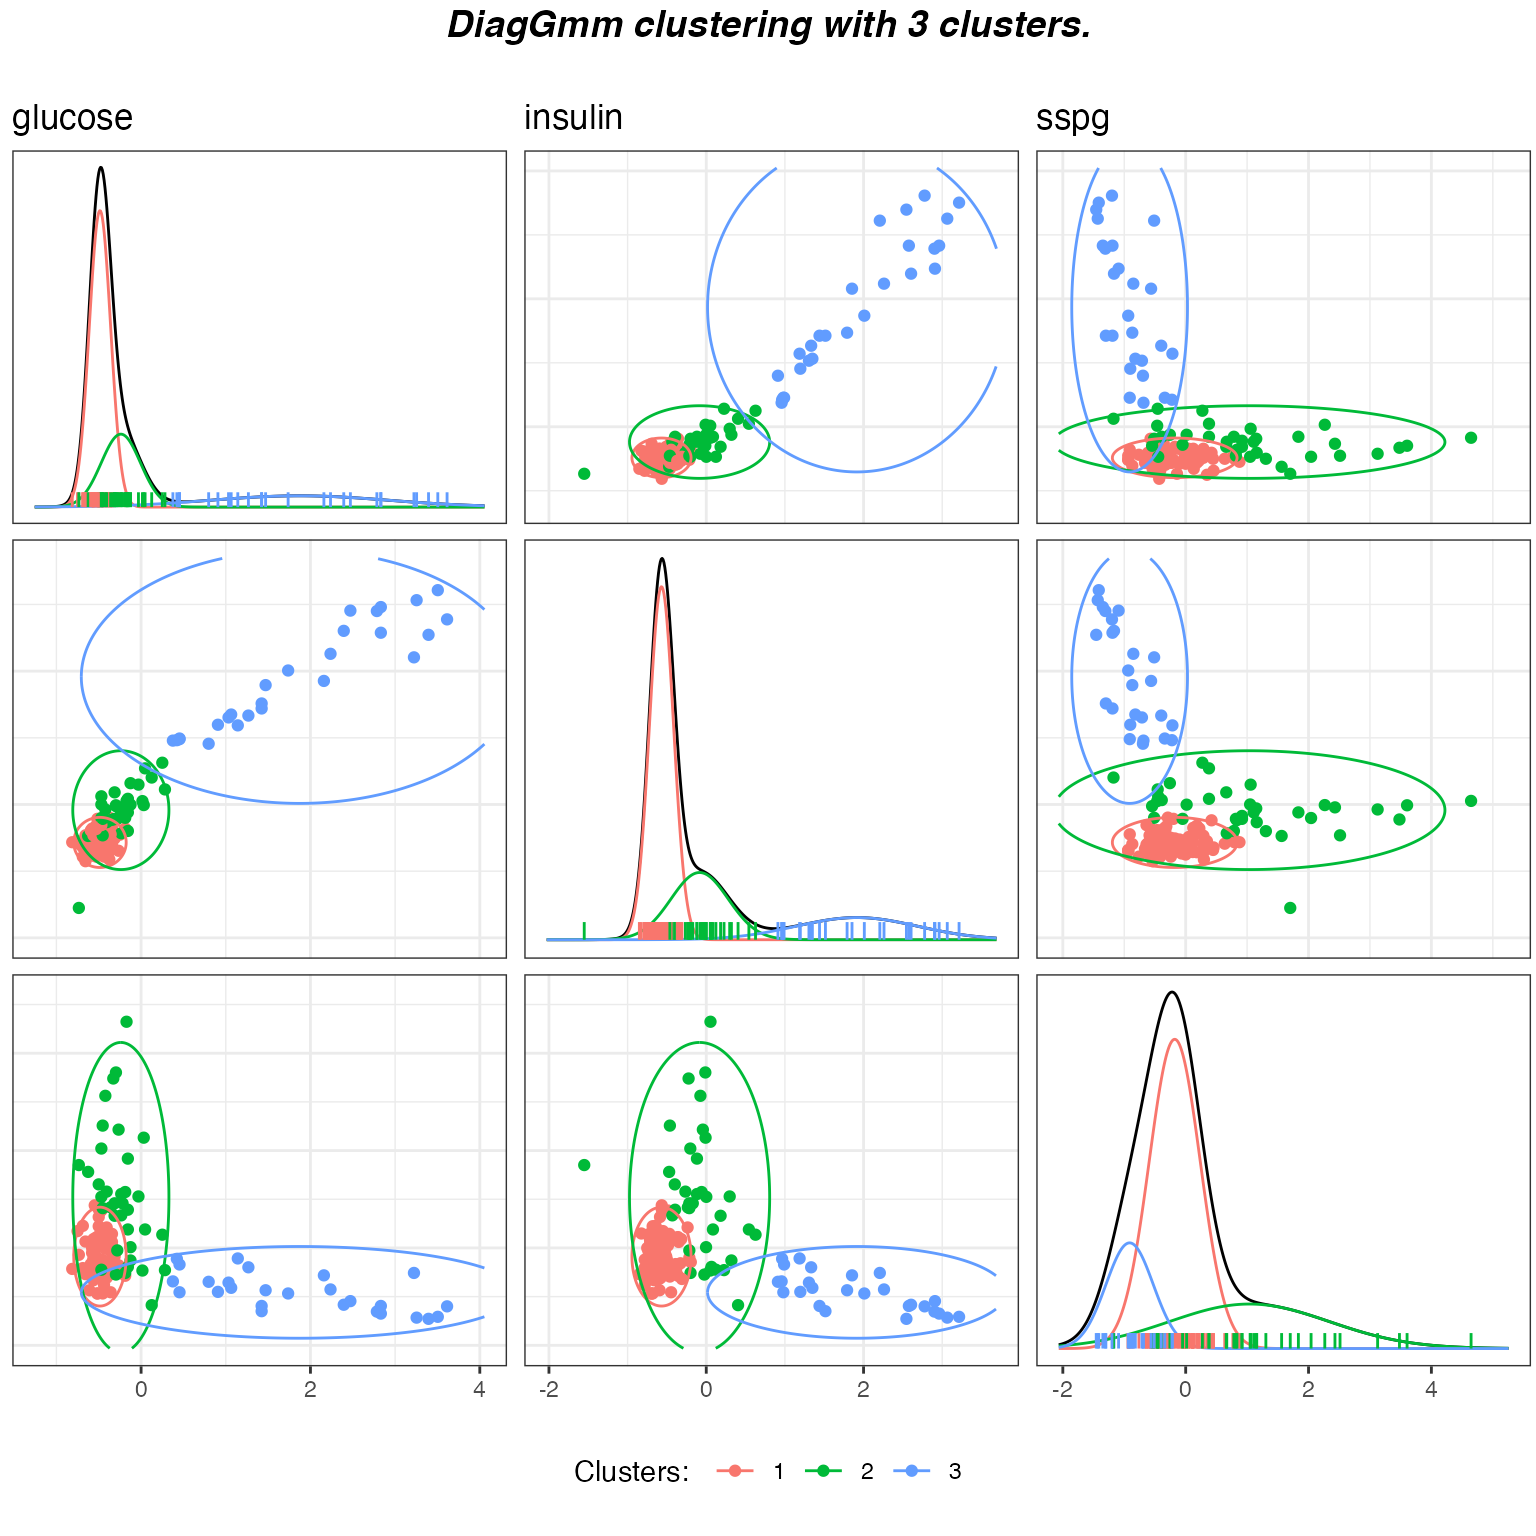 DiagGmm clustering with 3 clusters.
glucose insulin sspg
0 2 4 -2 0 2 -2 0 2 4
Clusters: 1 2 3